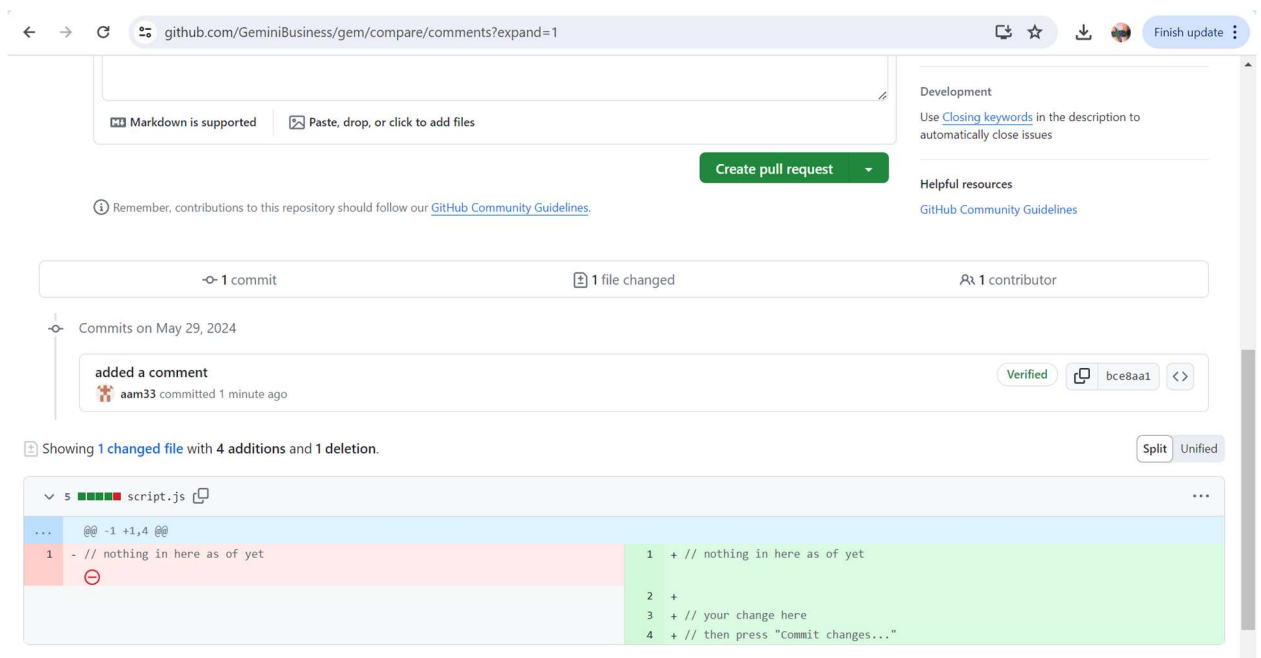 github.com/GeminiBusiness/gem/compare/comments?expand=1
Finish update
Markdown is supported
Paste, drop, or click to add files
Create pull request
Remember, contributions to this repository should follow our GitHub Community Guidelines.
Development
Use Closing keywords in the description to
automatically close issues
Helpful resources
GitHub Community Guidelines
1 commit
1 file changed
1 contributor
Commits on May 29, 2024
added a comment
aam33 committed 1 minute ago
Verified
bce8aa1
Showing 1 changed file with 4 additions and 1 deletion.
Split
Unified
5 script.js
...
... @@ -1 +1,4 @@
1 - // nothing in here as of yet
1 + // nothing in here as of yet
2 +
3 + // your change here
4 + // then press "Commit changes..."